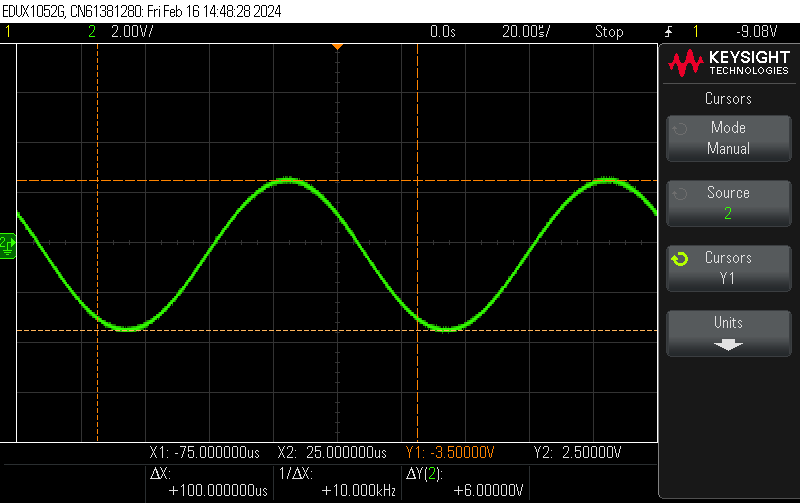 EDUX1052G, CN61381280: Fri Feb 16 14:48:28 2024
1 2 2.00V/ 0.0s 20.00us/ Stop 1 -9.08V
KEYSIGHT
TECHNOLOGIES
Cursors
Mode
Manual
Source
2
Cursors
Y1
Units
2
X1: -75.000000us X2: 25.000000us Y1: -3.50000V Y2: 2.50000V
ΔX: 1/ΔX: ΔY(2):
+100.000000us +10.000kHz +6.00000V